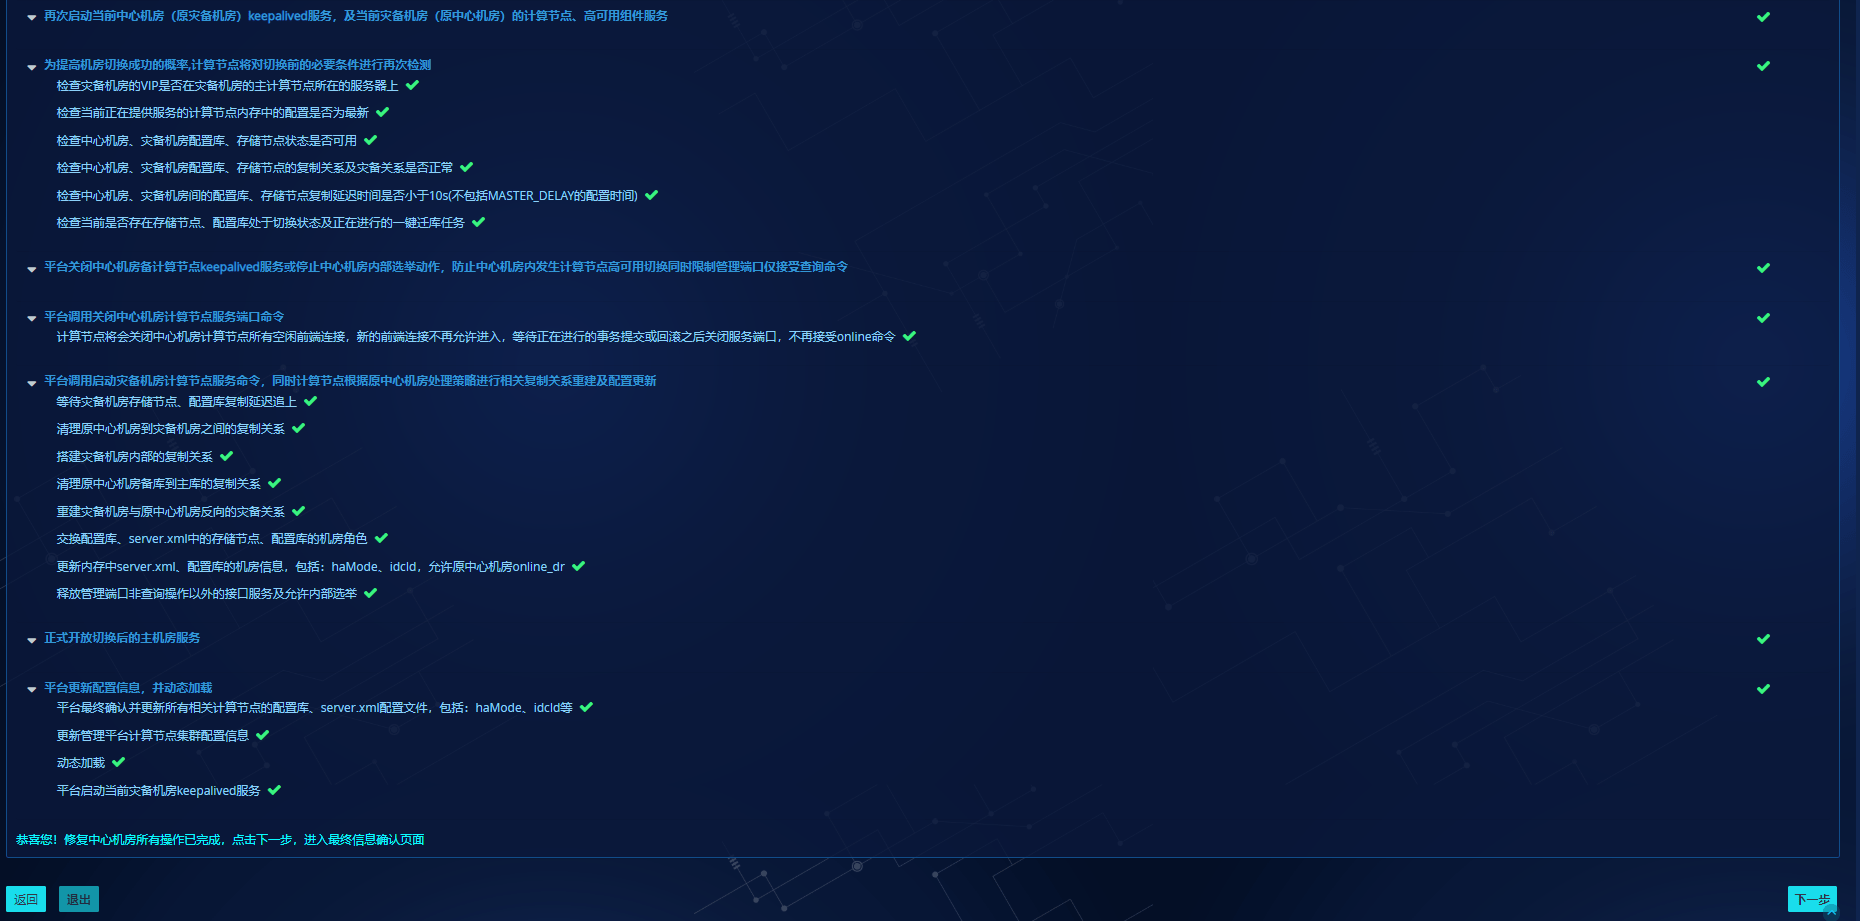 再次启动当前中心机房（原灾备机房）keepalived服务，及当前灾备机房（原中心机房）的计算节点、高可用组件服务
为提高机房切换成功的概率,计算节点将对切换前的必要条件进行再次检测
检查灾备机房的VIP是否在灾备机房的主计算节点所在的服务器上
检查当前正在提供服务的计算节点内存中的配置是否为最新
检查中心机房、灾备机房配置库、存储节点状态是否可用
检查中心机房、灾备机房配置库、存储节点的复制关系及灾备关系是否正常
检查中心机房、灾备机房间的配置库、存储节点复制延迟时间是否小于10s(不包括MASTER_DELAY的配置时间)
检查当前是否存在存储节点、配置库处于切换状态及正在进行的一键迁库任务
平台关闭中心机房备计算节点keepalived服务或停止中心机房内部选举动作，防止中心机房内发生计算节点高可用切换同时限制管理端口仅接受查询命令
平台调用关闭中心机房计算节点服务端口命令
计算节点将会关闭中心机房计算节点所有空闲前端连接，新的前端连接不再允许进入，等待正在进行的事务提交或回滚之后关闭服务端口，不再接受online命令
平台调用启动灾备机房计算节点服务命令，同时计算节点根据原中心机房处理策略进行相关复制关系重建及配置更新
等待灾备机房存储节点、配置库复制延迟追上
清理原中心机房到灾备机房之间的复制关系
搭建灾备机房内部的复制关系
清理原中心机房备库到主库的复制关系
重建灾备机房与原中心机房反向的灾备关系
交换配置库、server.xml中的存储节点、配置库的机房角色
更新内存中server.xml、配置库的机房信息，包括：haMode、idcId，允许原中心机房online_dr
释放管理端口非查询操作以外的接口服务及允许内部选举
正式开放切换后的主机房服务
平台更新配置信息，并动态加载
平台最终确认并更新所有相关计算节点的配置库、server.xml配置文件，包括：haMode、idcId等
更新管理平台计算节点集群配置信息
动态加载
平台启动当前灾备机房keepalived服务
恭喜您！修复中心机房所有操作已完成，点击下一步，进入最终信息确认页面
返回 退出 下一步